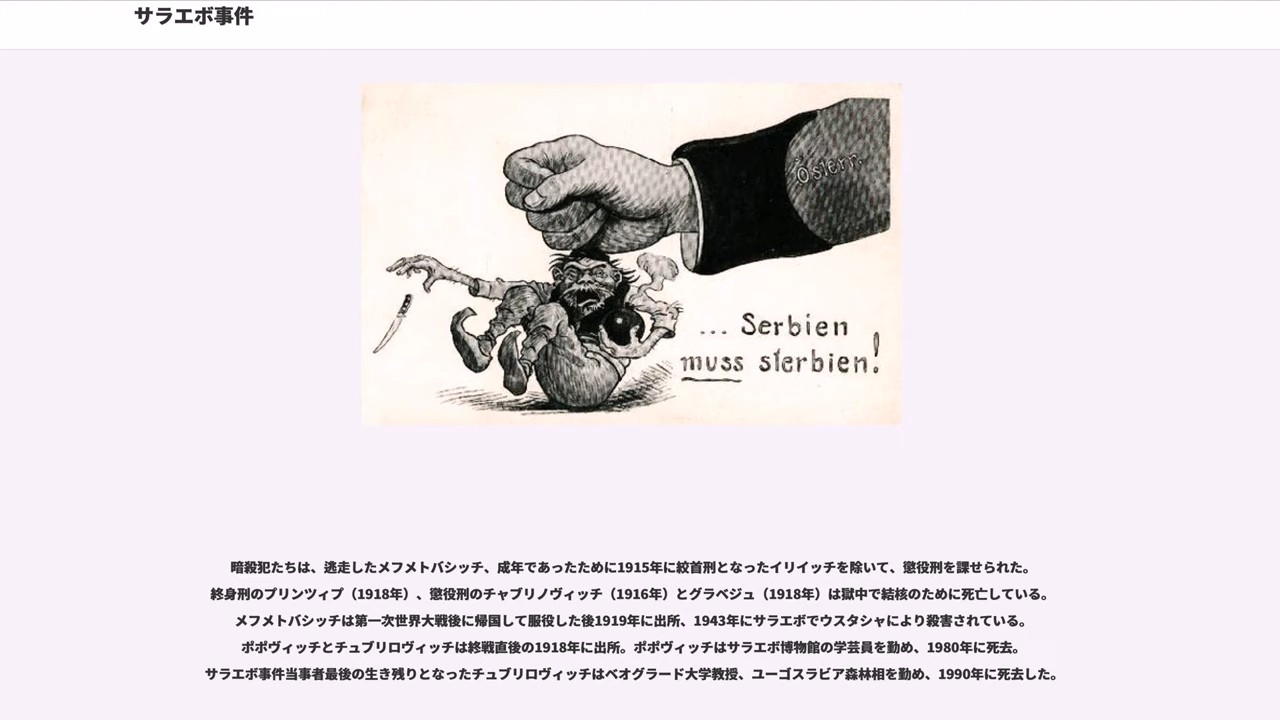 サラエボ事件
Österr.
... Serbien
muss sterbien!
暗殺犯たちは、逃走したメフメトバシッチ、成年であったために1915年に絞首刑となったイリイッチを除いて、懲役刑を課せられた。
終身刑のプリンツィプ（1918年）、懲役刑のチャブリノヴィッチ（1916年）とグラベジュ（1918年）は獄中で結核のために死亡している。
メフメトバシッチは第一次世界大戦後に帰国して服役した後1919年に出所、1943年にサラエボでウスタシャにより殺害されている。
ポポヴィッチとチュブリロヴィッチは終戦直後の1918年に出所。ポポヴィッチはサラエボ博物館の学芸員を勤め、1980年に死去。
サラエボ事件当事者最後の生き残りとなったチュブリロヴィッチはベオグラード大学教授、ユーゴスラビア森林相を勤め、1990年に死去した。